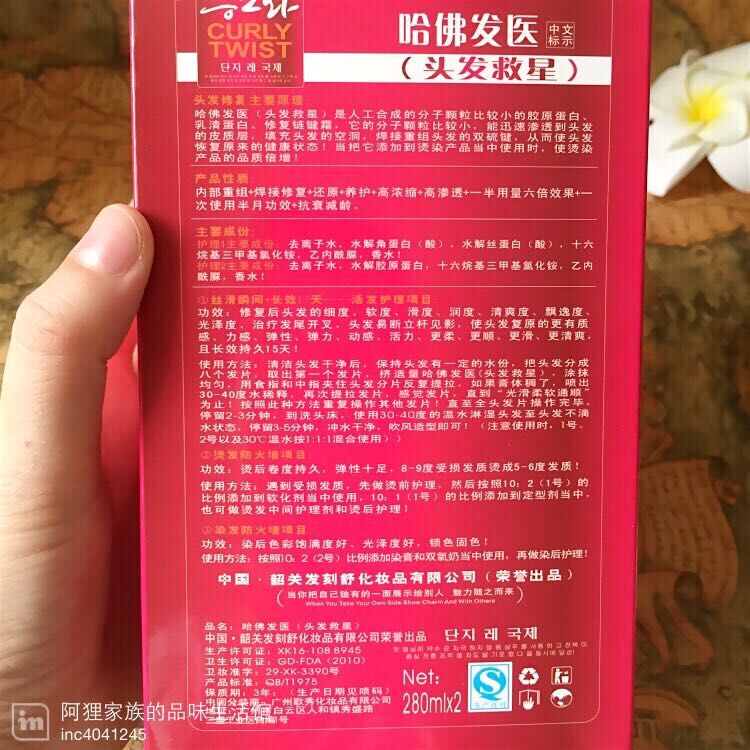 CURLY
TWIST
단지 레 국제
哈佛发医 中文标示
（头发救星）
头发修复主要原理
哈佛发医（头发救星）是人工合成的分子颗粒比较小的胶原蛋白、
乳清蛋白、修复链键霜，它的分子颗粒比较小，能迅速渗透到头发
的皮质层，填充头发的空洞，焊接重组头发的双硫键，从而使头发
恢复原来的健康状态！当把它添加到烫染产品当中使用时，使烫染
产品的品质倍增！
产品性质：
内部重组+焊接修复+还原+养护+高浓缩+高渗透+一半用量六倍效果+一
次使用半月功效+抗衰减龄。
主要成份：
护理1主要成份：去离子水，水解角蛋白（酸），水解丝蛋白（酸），十六
烷基三甲基氯化铵，乙内酰脲，香水！
护理2主要成份：去离子水，水解胶原蛋白，十六烷基三甲基氯化铵，乙内
酰脲，香水！
①丝滑瞬间+长效 天 活发护理项目：
功效：修复后头发的细度、软度、滑度、润度、清爽度、飘逸度、
光泽度、治疗发尾开叉、头发易断立杆见影，使头发复原的更有质
感、力感、弹性、弹力、动感、活力、更柔、更顺、更滑、更清爽，
且长效持久15天！
使用方法：清洁头发干净后，保持头发有一定的水份，把头发分成
八个发片，取出第一个发片，挤适量哈佛发医（头发救星），涂抹
均匀，用食指和中指夹住头发分片反复提拉，如果膏体稠了，喷出
30-40度水稀释，再次提拉发片，感觉发片，直到“光滑柔软通顺”
为止！按照此种方法重复操作其他发片！直至全头发片操作完毕，
停留2-3分钟，到洗头床，使用30-40度的温水淋湿头发至头发不滴
水状态，停留3-5分钟，冲水干净，吹风造型即可！（注意使用时，1号、
2号以及30℃温水按1:1:1混合使用））
②烫发防火墙项目
功效：烫后卷度持久，弹性十足，8-9度受损发质烫成5-6度发质！
使用方法：遇到受损发质，先做烫前护理，然后按照10：2（1号）的
比例添加到软化剂当中使用，10：1（1号）的比例添加到定型剂当中，
也可做烫发中间护理剂和烫后护理！
③染发防火墙项目
功效：染后色彩饱满度好、光泽度好，锁色固色！
使用方法：按照10：2（2号）比例添加染膏和双氧奶当中使用，再做染后护理！
中国·韶关发刻舒化妆品有限公司（荣誉出品）
（当你把自己独有的一面展示给别人 魅力随之而来）
When You Take Your Own Side Show Charm And With Others
品名：哈佛发医（头发救星）
中国·韶关发刻舒化妆品有限公司荣誉出品 단지 레 국제
生产许可证：XK16-108 8945
卫生许可证：GD-FDA（2010）
卫妆准字：29-XK-3390号
产品标准：QB/T1975
保质期：3年；（生产日期见喷码）
中国分装商：广州歌秀化妆品有限公司
白云区人和镇秀盛路
Net:
280mlx2
阿狸家族的品味生活馆
inc4041245